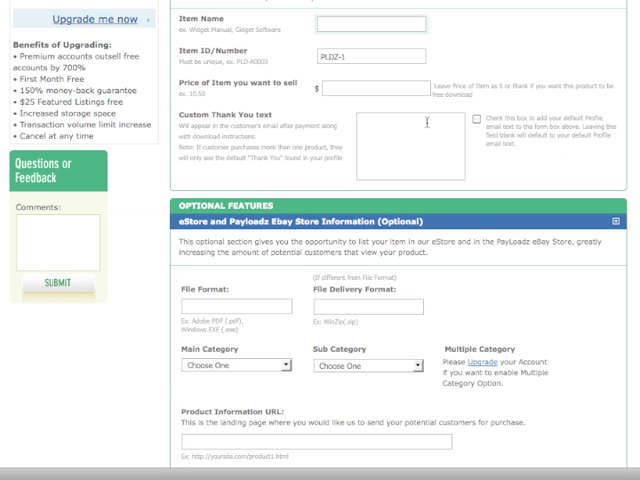 Upgrade me now
Benefits of Upgrading:
• Premium accounts outsell free
accounts by 700%
• First Month Free
• 150% money-back guarantee
• $25 Featured Listings free
• Increased storage space
• Transaction volume limit increase
• Cancel at any time
Questions or
Feedback
Comments:
SUBMIT
Item Name
ex. Widget Manual, Gidget Software
Item ID/Number
Must be unique, ex. PLD-A0003
PLDZ-1
Price of Item you want to sell
ex. 10.50
$
Leave Price of Item as 0 or Blank if you want this product to be
free download
Custom Thank You text
Will appear in the customer's email after payment along
with download instructions.
Note: If customer purchases more than one product, they
will only see the default "Thank You" found in your profile
Check this box to add your default Profile
email text to the form box above. Leaving this
field blank will default to your default Profile
email text.
OPTIONAL FEATURES
eStore and Payloadz Ebay Store Information (Optional)
This optional section gives you the opportunity to list your item in our eStore and in the PayLoadz eBay Store, greatly
increasing the amount of potential customers that view your product.
File Format:
Ex: Adobe PDF (.pdf),
Windows EXE (.exe)
(If different from File Format)
File Delivery Format:
Ex: WinZip(.zip)
Main Category
Choose One
Sub Category
Choose One
Multiple Category
Please Upgrade your Account
if you want to enable Multiple
Category Option.
Product Information URL:
This is the landing page where you would like us to send your potential customers for purchase.
Ex: http://yoursite.com/product1.html